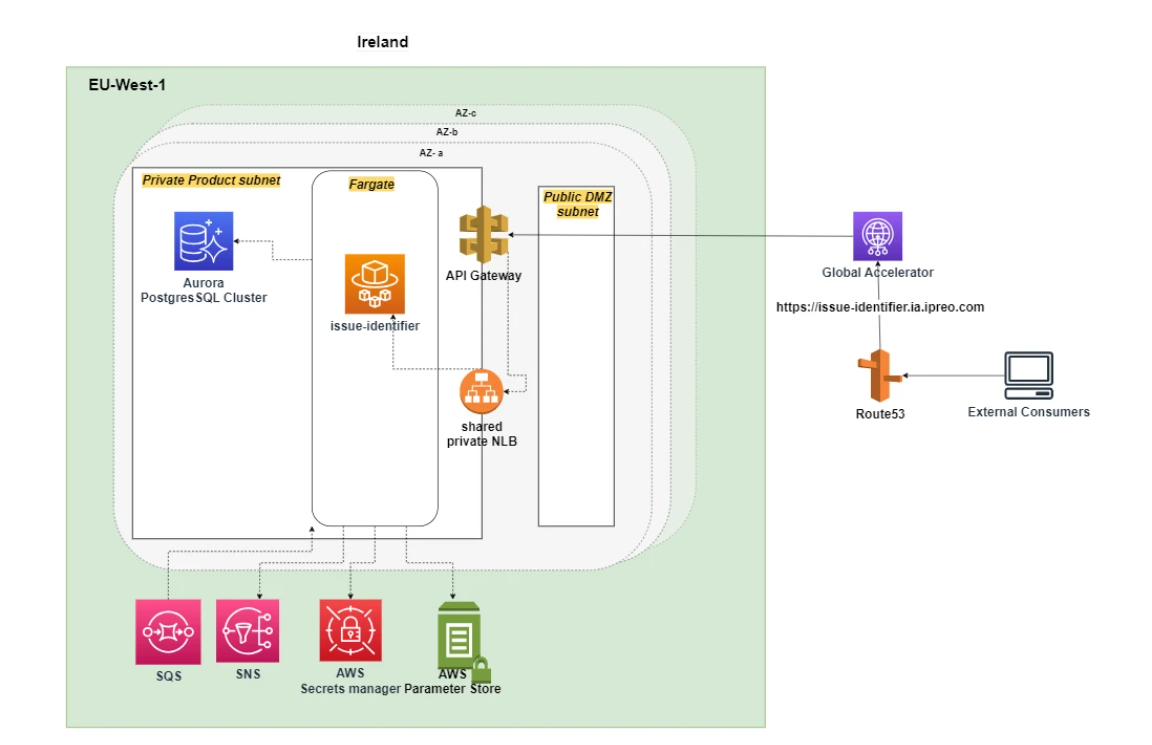 Ireland
EU-West-1
AZ-c
AZ-b
AZ- a
Private Product subnet
Fargate
Public DMZ
subnet
Aurora
PostgresSQL Cluster
issue-identifier
API Gateway
shared
private NLB
Global Accelerator
https://issue-identifier.ia.ipreo.com
Route53
External Consumers
SQS
SNS
AWS
Secrets manager
AWS
Parameter Store